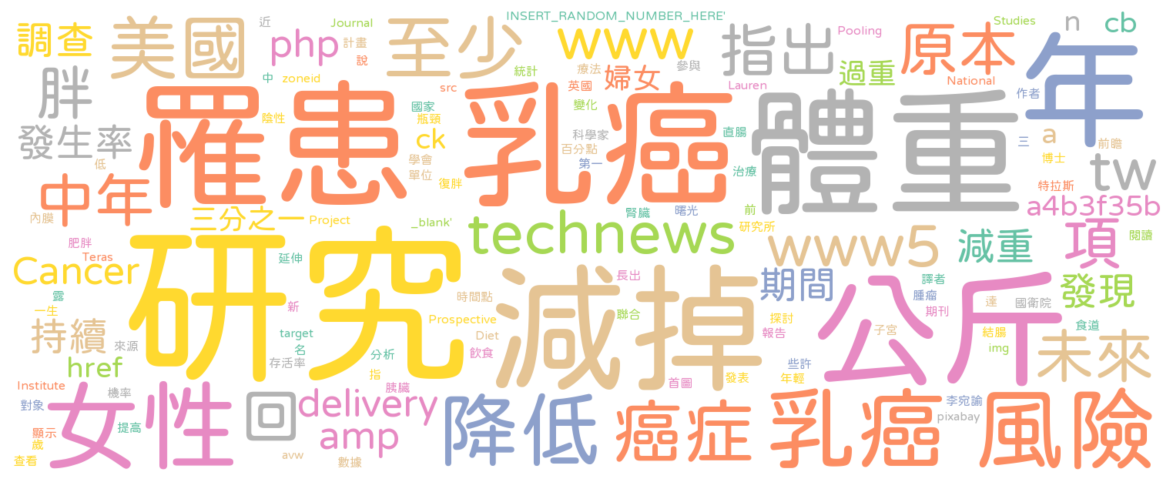 INSERT_RANDOM_NUMBER_HERE'
調查
美國
近
php
Journal
計畫
說
至少
www
指出
Pooling
原本
n
cb
Studies
年
胖
中
zoneid
src
統計
療法
英國
婦女
參與
Lauren
過重
National
作者
發生率
陰性
罹患
國家
瓶頸
ck
乳癌
變化
科學家
百分點
第一
直腸
治療
體重
三
a
博士
前瞻
tw
低
中年
學會
單位
復胖
特拉斯
a4b3f35b
內膜
三分之一
Project
_blank'
technews
腎臟
曙光
前
研究所
www5
減重
項
閱讀
肥胖
Teras
Cancer
研究
延伸
新
時間點
長出
減掉
期間
譯者
腫瘤
期刊
公斤
發現
露
一生
持續
來源
target
名
存活率
分析
指
Prospective
Diet
飲食
聯合
探討
報告
子宮
連
國衛院
結腸
img
食道
未來
href
Institute
機率
對象
女性
回
delivery
胰臟
amp
首圖
發表
些許
年輕
降低
癌症
乳癌
李宛諭
pixabay
風險
顯示
歲
查看
提高
avw
數據